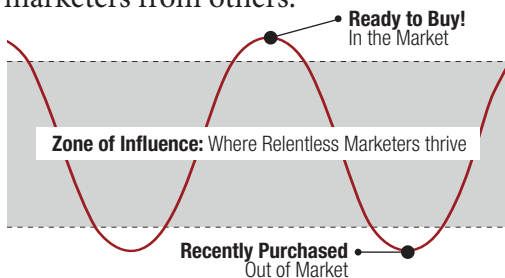 marketers from others.
Ready to Buy!
In the Market
Zone of Influence: Where Relentless Marketers thrive
Recently Purchased
Out of Market